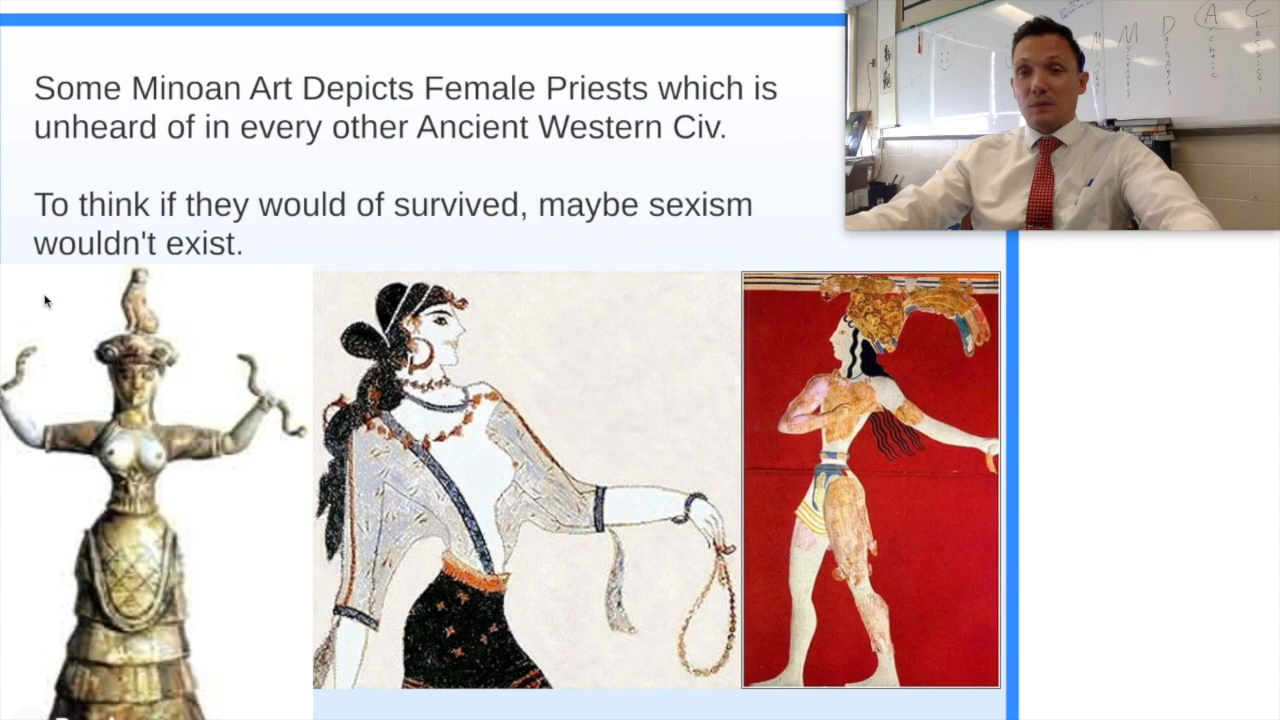 Some Minoan Art Depicts Female Priests which is
unheard of in every other Ancient Western Civ.
To think if they would of survived, maybe sexism
wouldn't exist.
A
C
M
M
D